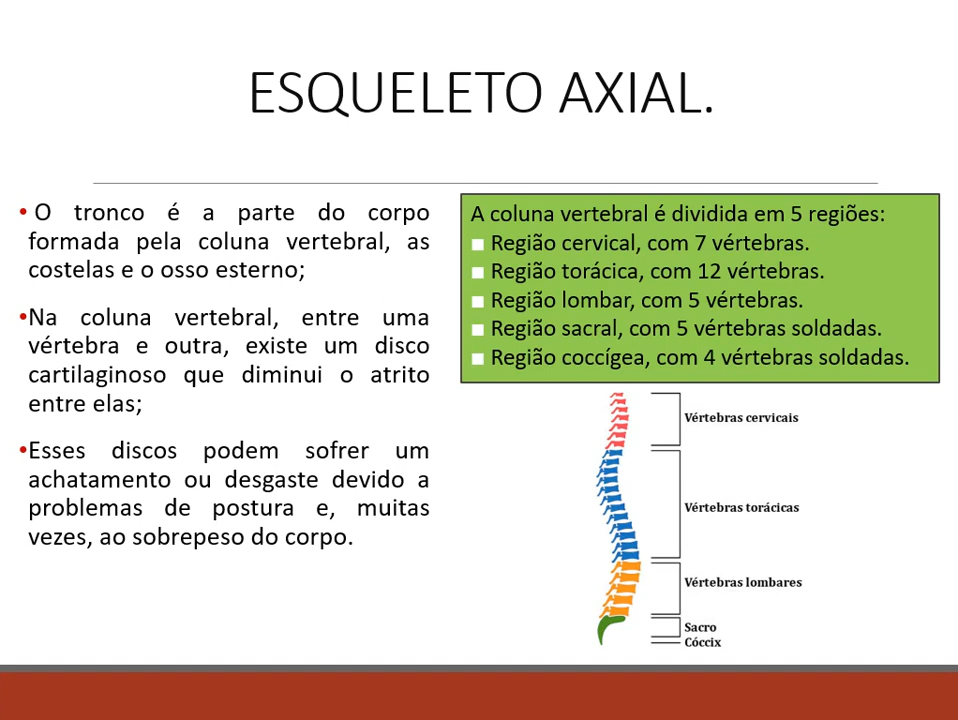 ESQUELETO AXIAL.
• O tronco é a parte do corpo
formada pela coluna vertebral, as
costelas e o osso esterno;
•Na coluna vertebral, entre uma
vértebra e outra, existe um disco
cartilaginoso que diminui o atrito
entre elas;
•Esses discos podem sofrer um
achatamento ou desgaste devido a
problemas de postura e, muitas
vezes, ao sobrepeso do corpo.
A coluna vertebral é dividida em 5 regiões:
▪ Região cervical, com 7 vértebras.
▪ Região torácica, com 12 vértebras.
▪ Região lombar, com 5 vértebras.
▪ Região sacral, com 5 vértebras soldadas.
▪ Região coccígea, com 4 vértebras soldadas.
Vértebras cervicais
Vértebras torácicas
Vértebras lombares
Sacro
Cóccix